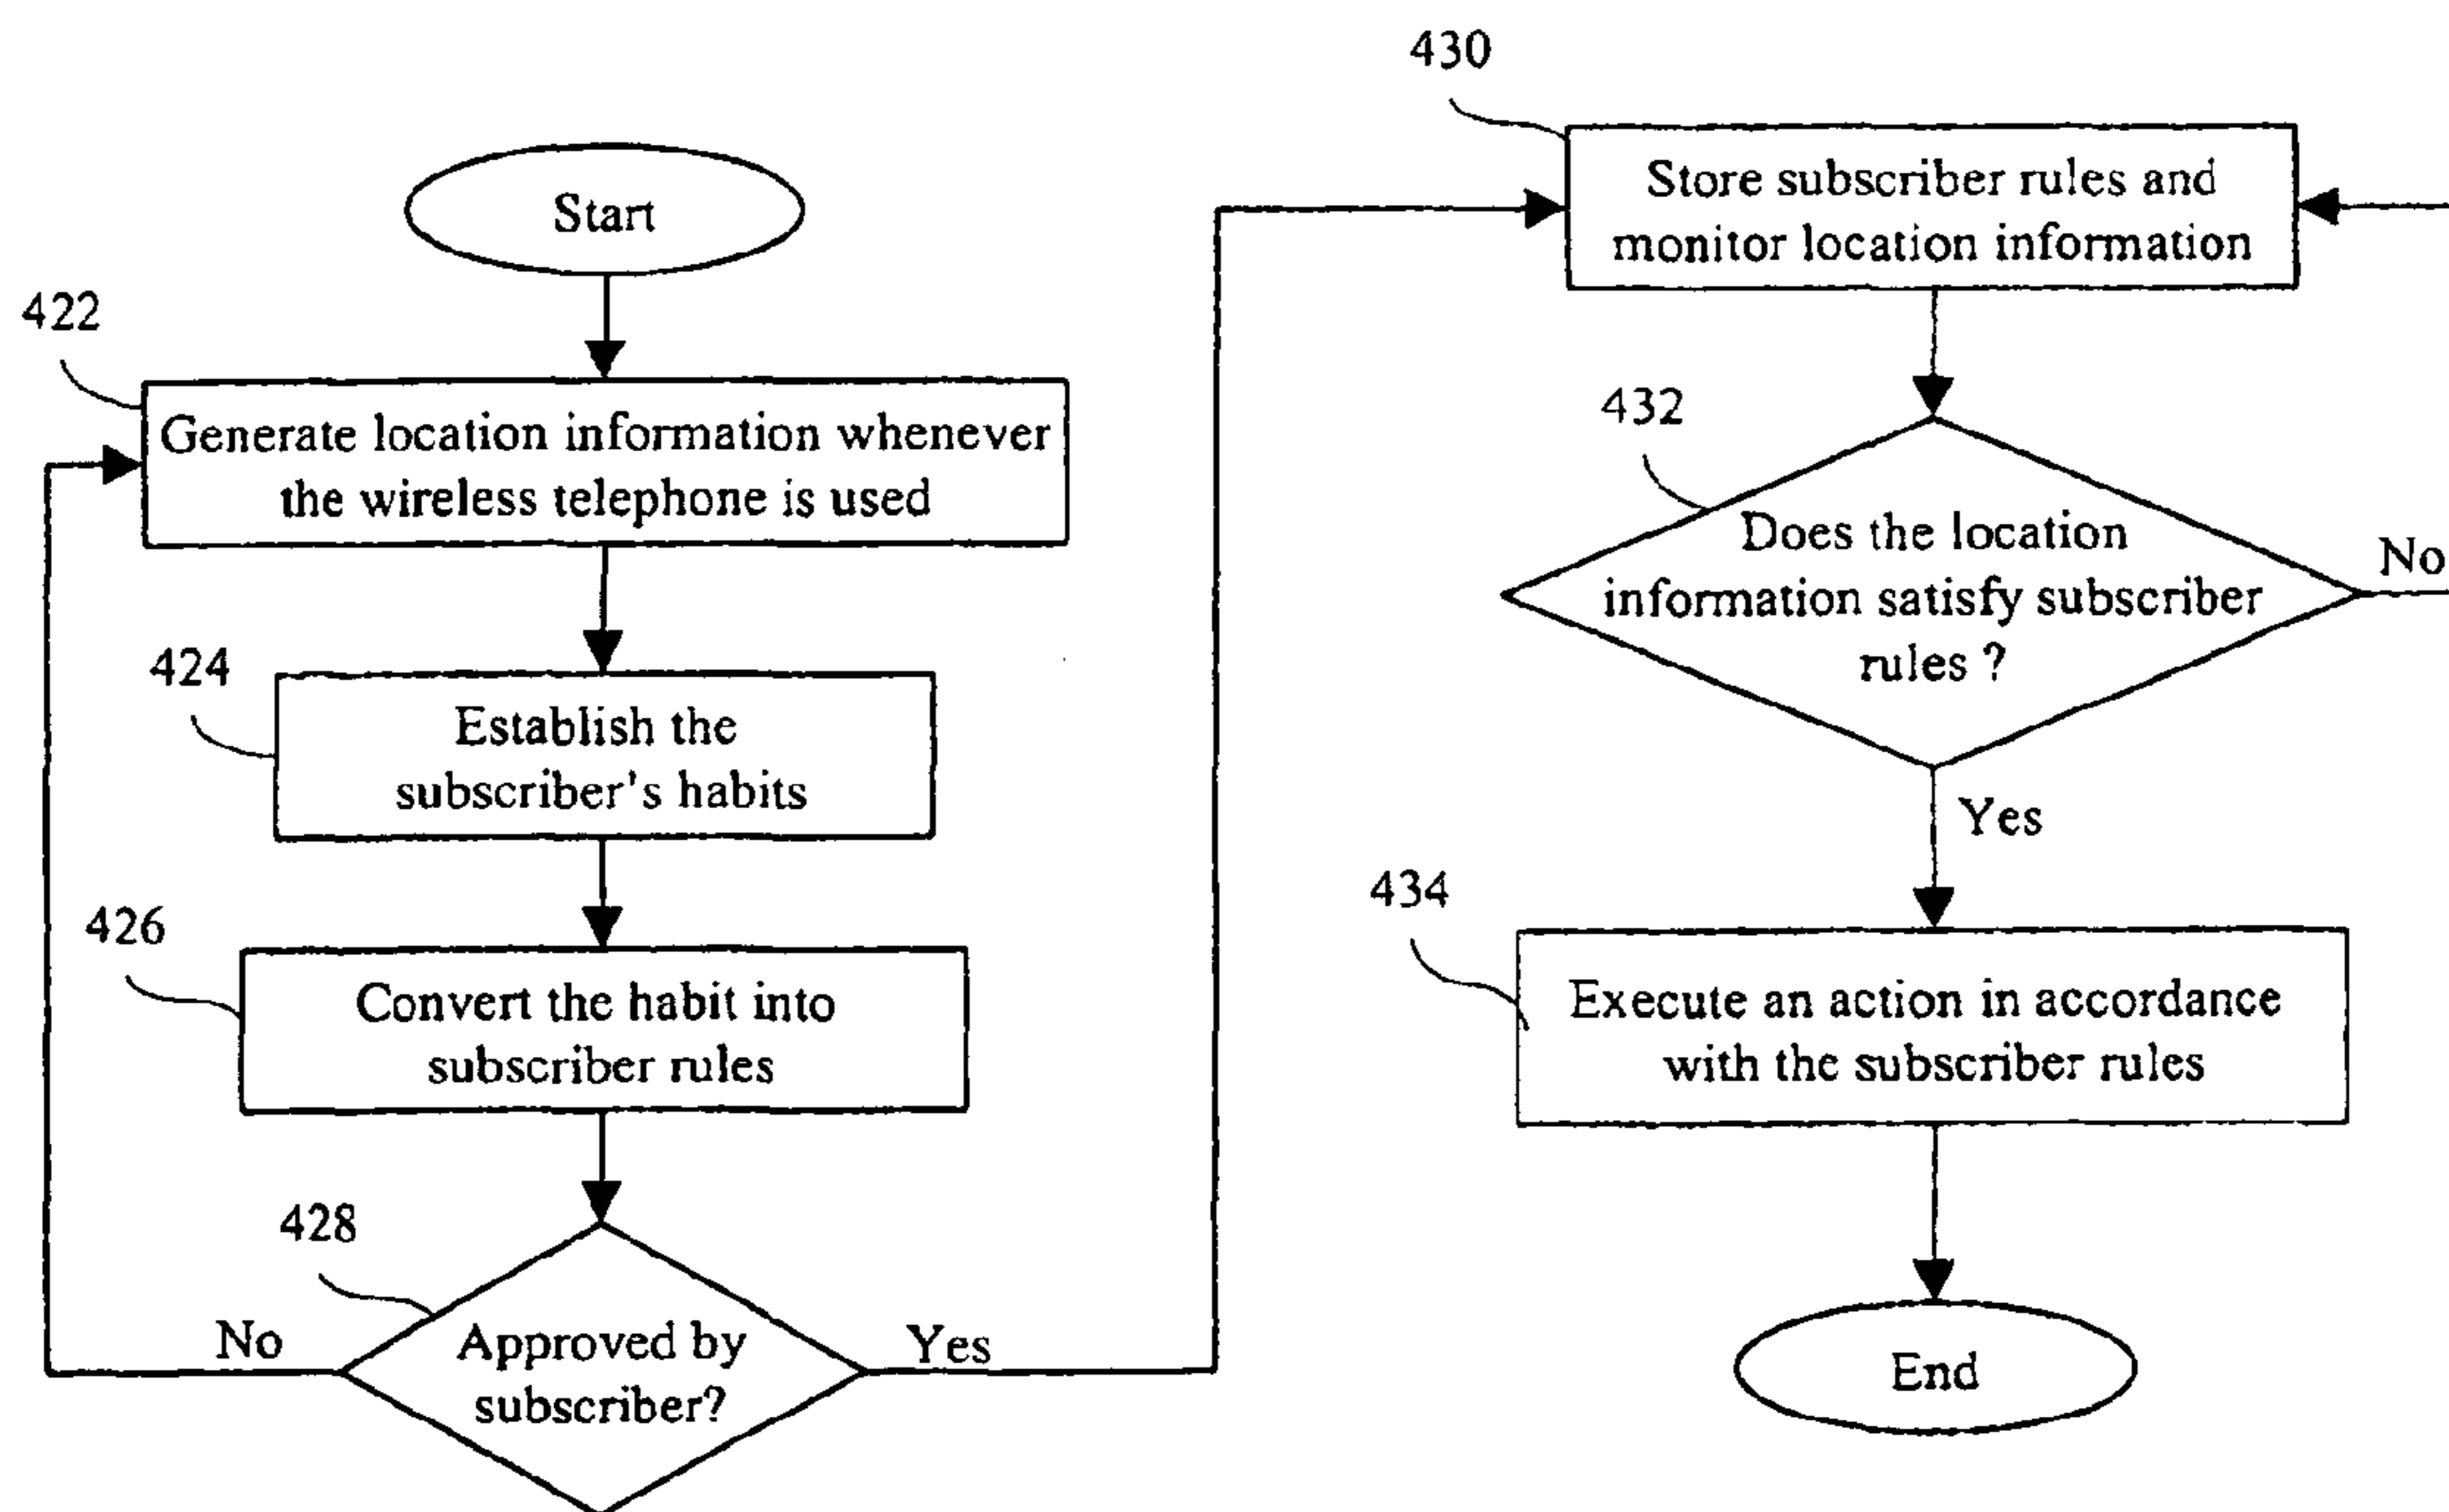 Start
422
Generate location information whenever
the wireless telephone is used
424
Establish the
subscriber's habits
426
Convert the habit into
subscriber rules
428
Approved by
subscriber?
No
Yes
430
Store subscriber rules and
monitor location information
432
Does the location
information satisfy subscriber
rules ?
No
Yes
434
Execute an action in accordance
with the subscriber rules
End